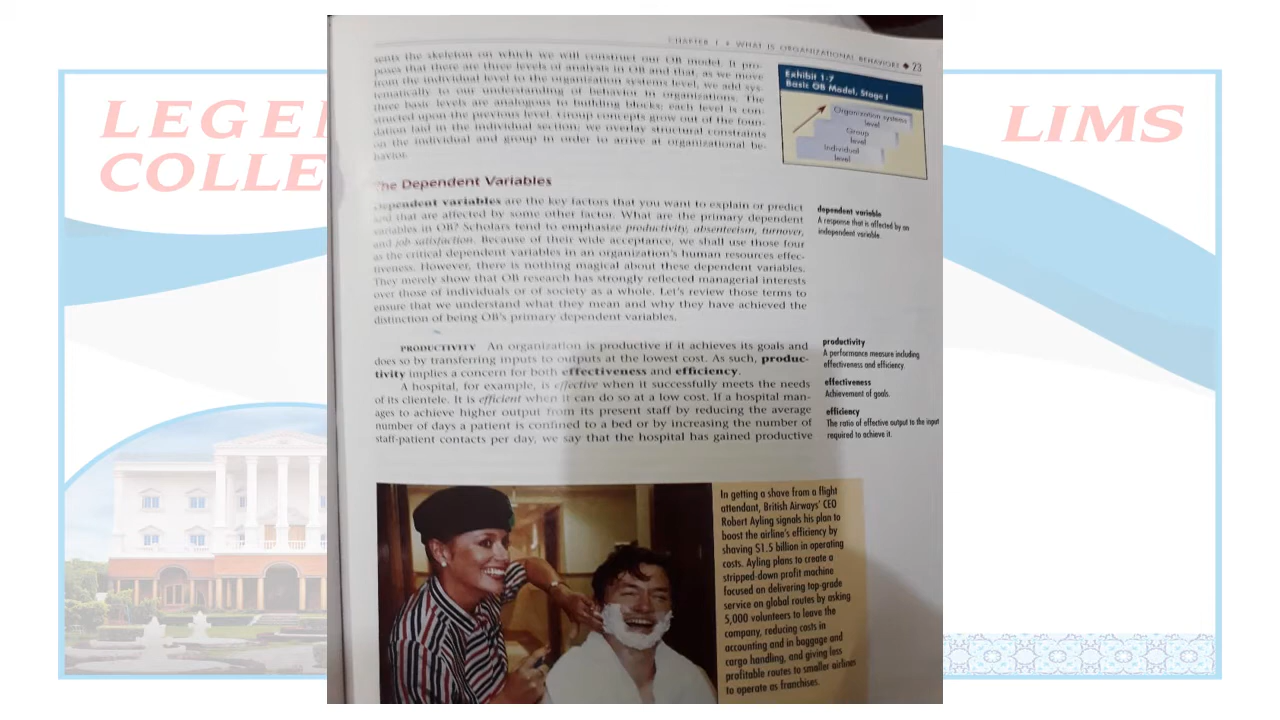 LEGEN
COLLE
LIMS
CHAPTER 1 ♦ WHAT IS ORGANIZATIONAL BEHAVIOR? ♦ 23
sents the skeleton on which we will construct our OB model. It pro-
poses that there are three levels of analysis in OB and that, as we move
from the individual level to the organization systems level, we add sys-
tematically to our understanding of behavior in organizations. The
three basic levels are analogous to building blocks; each level is con-
structed upon the previous level. Group concepts grow out of the foun-
dation laid in the individual section; we overlay structural constraints
on the individual and group in order to arrive at organizational be-
havior.
Exhibit 1-7
Basic OB Model, Stage I
Organization systems
level
Group
level
Individual
level
The Dependent Variables
Dependent variables are the key factors that you want to explain or predict
and that are affected by some other factor. What are the primary dependent
variables in OB? Scholars tend to emphasize productivity, absenteeism, turnover,
and job satisfaction. Because of their wide acceptance, we shall use those four
as the critical dependent variables in an organization's human resources effec-
tiveness. However, there is nothing magical about these dependent variables.
They merely show that OB research has strongly reflected managerial interests
over those of individuals or of society as a whole. Let's review those terms to
ensure that we understand what they mean and why they have achieved the
distinction of being OB's primary dependent variables.
dependent variable
A response that is affected by an
independent variable.
PRODUCTIVITY An organization is productive if it achieves its goals and
does so by transferring inputs to outputs at the lowest cost. As such, produc-
tivity implies a concern for both effectiveness and efficiency.
A hospital, for example, is effective when it successfully meets the needs
of its clientele. It is efficient when it can do so at a low cost. If a hospital man-
ages to achieve higher output from its present staff by reducing the average
number of days a patient is confined to a bed or by increasing the number of
staff-patient contacts per day, we say that the hospital has gained productive
productivity
A performance measure including
effectiveness and efficiency.
effectiveness
Achievement of goals.
efficiency
The ratio of effective output to the input
required to achieve it.
In getting a shave from a flight
attendant, British Airways' CEO
Robert Ayling signals his plan to
boost the airline's efficiency by
shaving $1.5 billion in operating
costs. Ayling plans to create a
stripped-down profit machine
focused on delivering top-grade
service on global routes by asking
5,000 volunteers to leave the
company, reducing costs in
accounting and in baggage and
cargo handling, and giving less
profitable routes to smaller airlines
to operate as franchises.